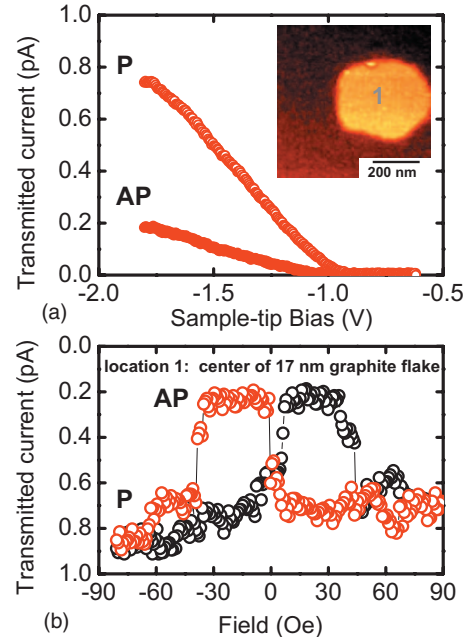 (a)
Transmitted current (pA)
0.8
0.6
0.4
0.2
0.0
P
AP
1
200 nm
-2.0 -1.5 -1.0 -0.5
Sample-tip Bias (V)
(b)
Transmitted current (pA)
0.0
0.2
0.4
0.6
0.8
1.0
location 1: center of 17 nm graphite flake
AP
P
-90 -60 -30 0 30 60 90
Field (Oe)